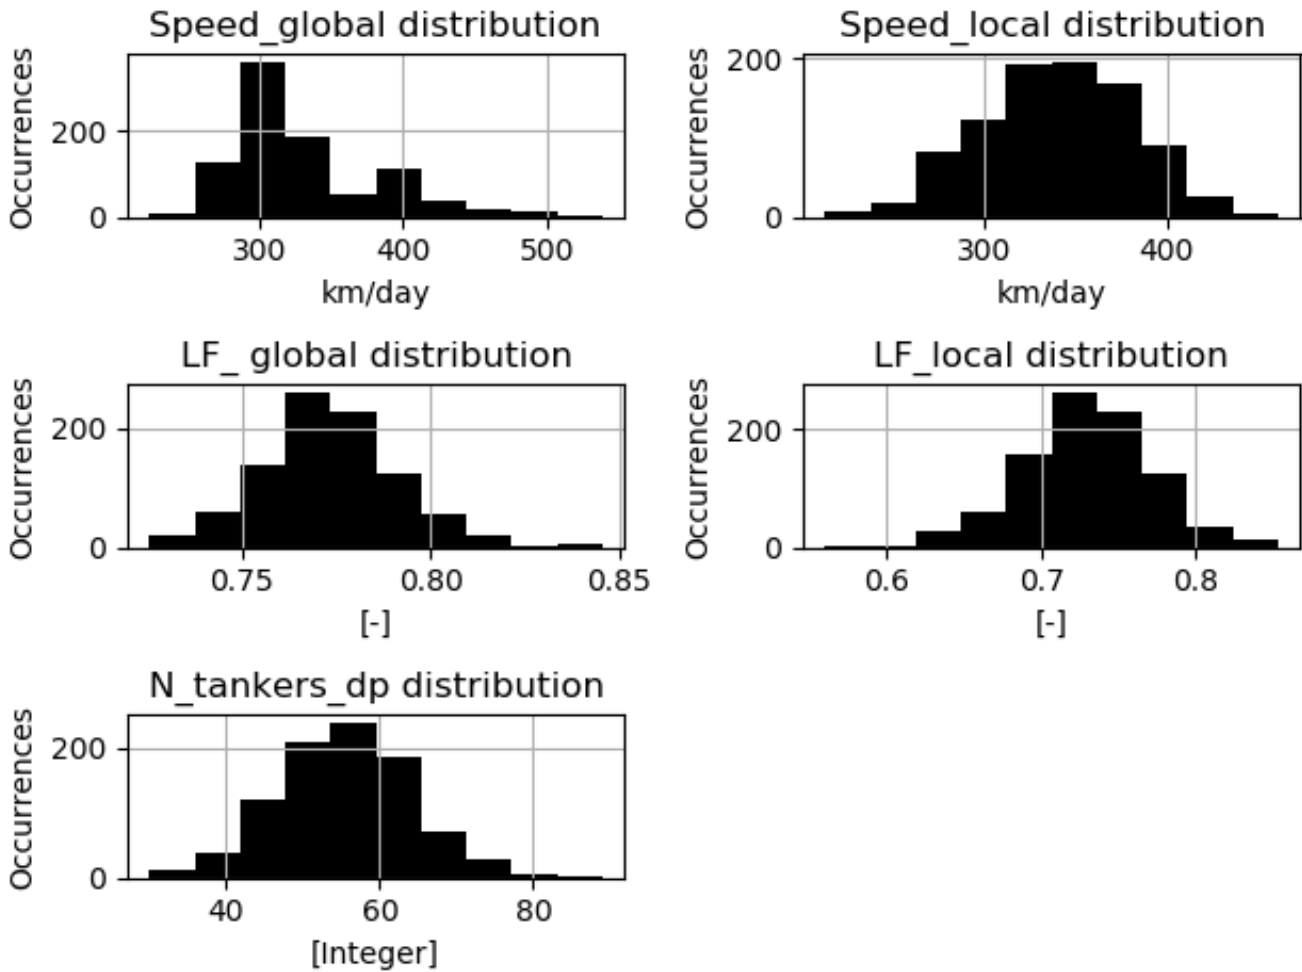 Speed_global distribution
Occurrences
200
0
300 400 500
km/day
Speed_local distribution
Occurrences
200
0
300 400
km/day
LF_ global distribution
Occurrences
200
0
0.75 0.80 0.85
[-]
LF_local distribution
Occurrences
200
0
0.6 0.7 0.8
[-]
N_tankers_dp distribution
Occurrences
200
0
40 60 80
[Integer]